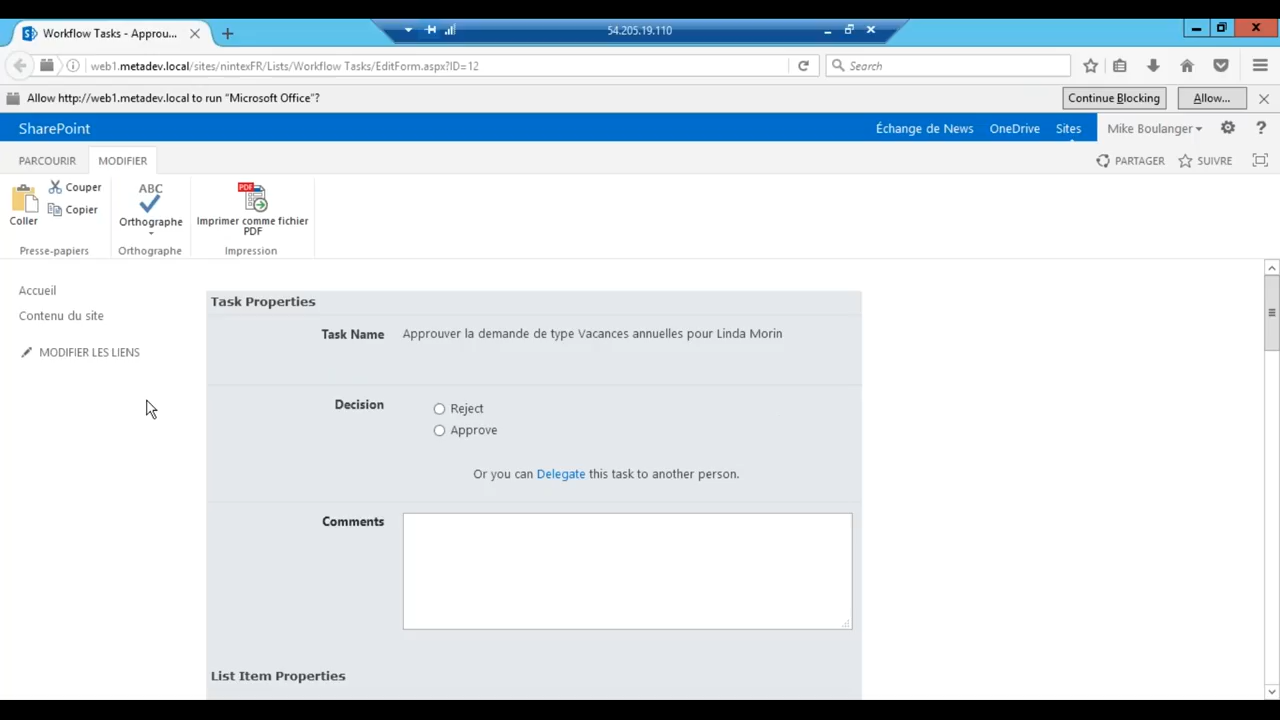 Workflow Tasks - Approu...
54.205.19.110
web1.metadev.local/sites/nintexFR/Lists/Workflow Tasks/EditForm.aspx?ID=12
Search
Allow http://web1.metadev.local to run "Microsoft Office"?
Continue Blocking
Allow...
SharePoint
Échange de News
OneDrive
Sites
Mike Boulanger
PARCOURIR
MODIFIER
PARTAGER
SUIVRE
Coller
Couper
Copier
Presse-papiers
ABC
Orthographe
Orthographe
PDF
Imprimer comme fichier
PDF
Impression
Accueil
Contenu du site
MODIFIER LES LIENS
Task Properties
Task Name
Approuver la demande de type Vacances annuelles pour Linda Morin
Decision
Reject
Approve
Or you can Delegate this task to another person.
Comments
List Item Properties